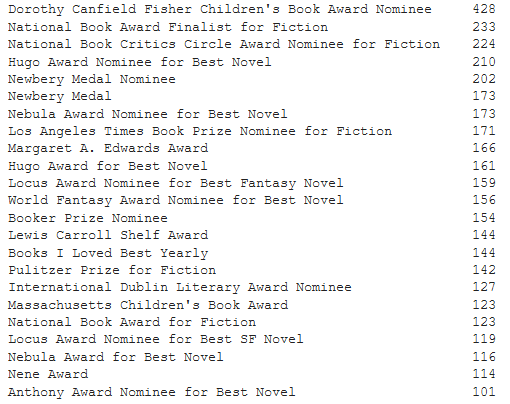 Dorothy Canfield Fisher Children's Book Award Nominee 428
National Book Award Finalist for Fiction 233
National Book Critics Circle Award Nominee for Fiction 224
Hugo Award Nominee for Best Novel 210
Newbery Medal Nominee 202
Newbery Medal 173
Nebula Award Nominee for Best Novel 173
Los Angeles Times Book Prize Nominee for Fiction 171
Margaret A. Edwards Award 166
Hugo Award for Best Novel 161
Locus Award Nominee for Best Fantasy Novel 159
World Fantasy Award Nominee for Best Novel 156
Booker Prize Nominee 154
Lewis Carroll Shelf Award 144
Books I Loved Best Yearly 144
Pulitzer Prize for Fiction 142
International Dublin Literary Award Nominee 127
Massachusetts Children's Book Award 123
National Book Award for Fiction 123
Locus Award Nominee for Best SF Novel 119
Nebula Award for Best Novel 116
Nene Award 114
Anthony Award Nominee for Best Novel 101